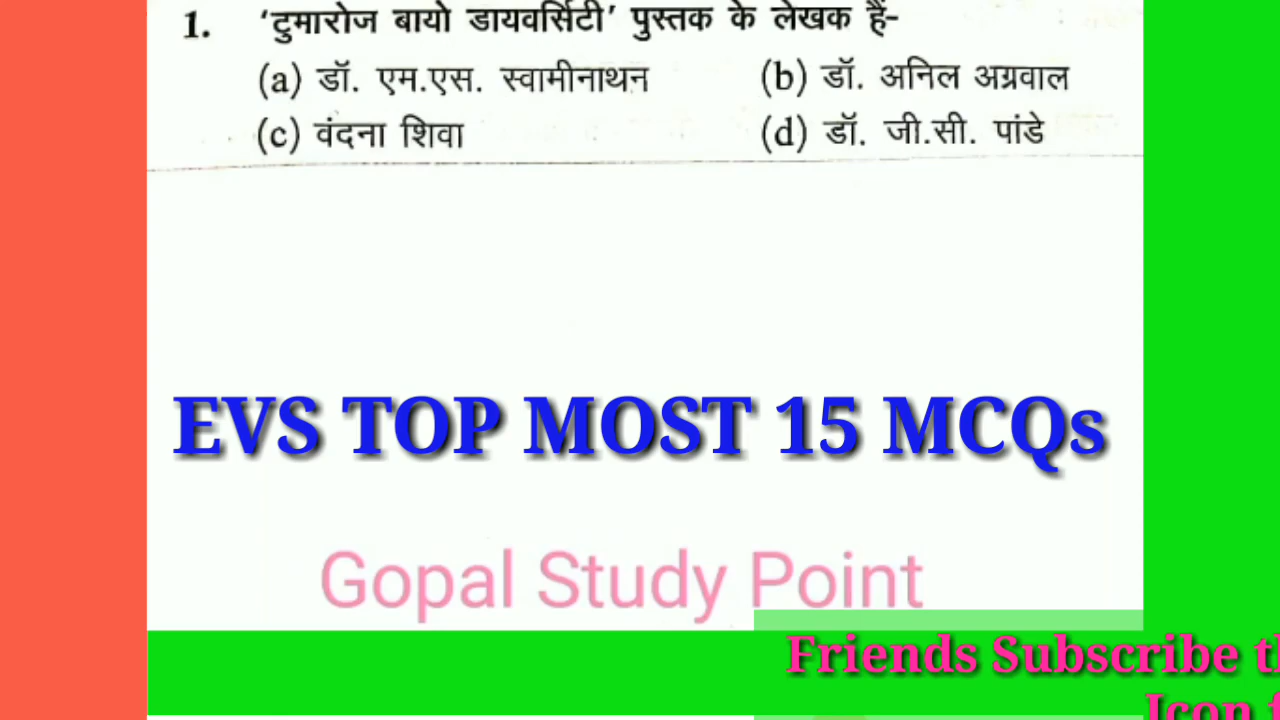 1. 'टुमारोज बायो डायवर्सिटी' पुस्तक के लेखक हैं-
(a) डॉ. एम.एस. स्वामीनाथन (b) डॉ. अनिल अग्रवाल
(c) वंदना शिवा (d) डॉ. जी.सी. पांडे
EVS TOP MOST 15 MCQs
Gopal Study Point
Friends Subscribe
Icon